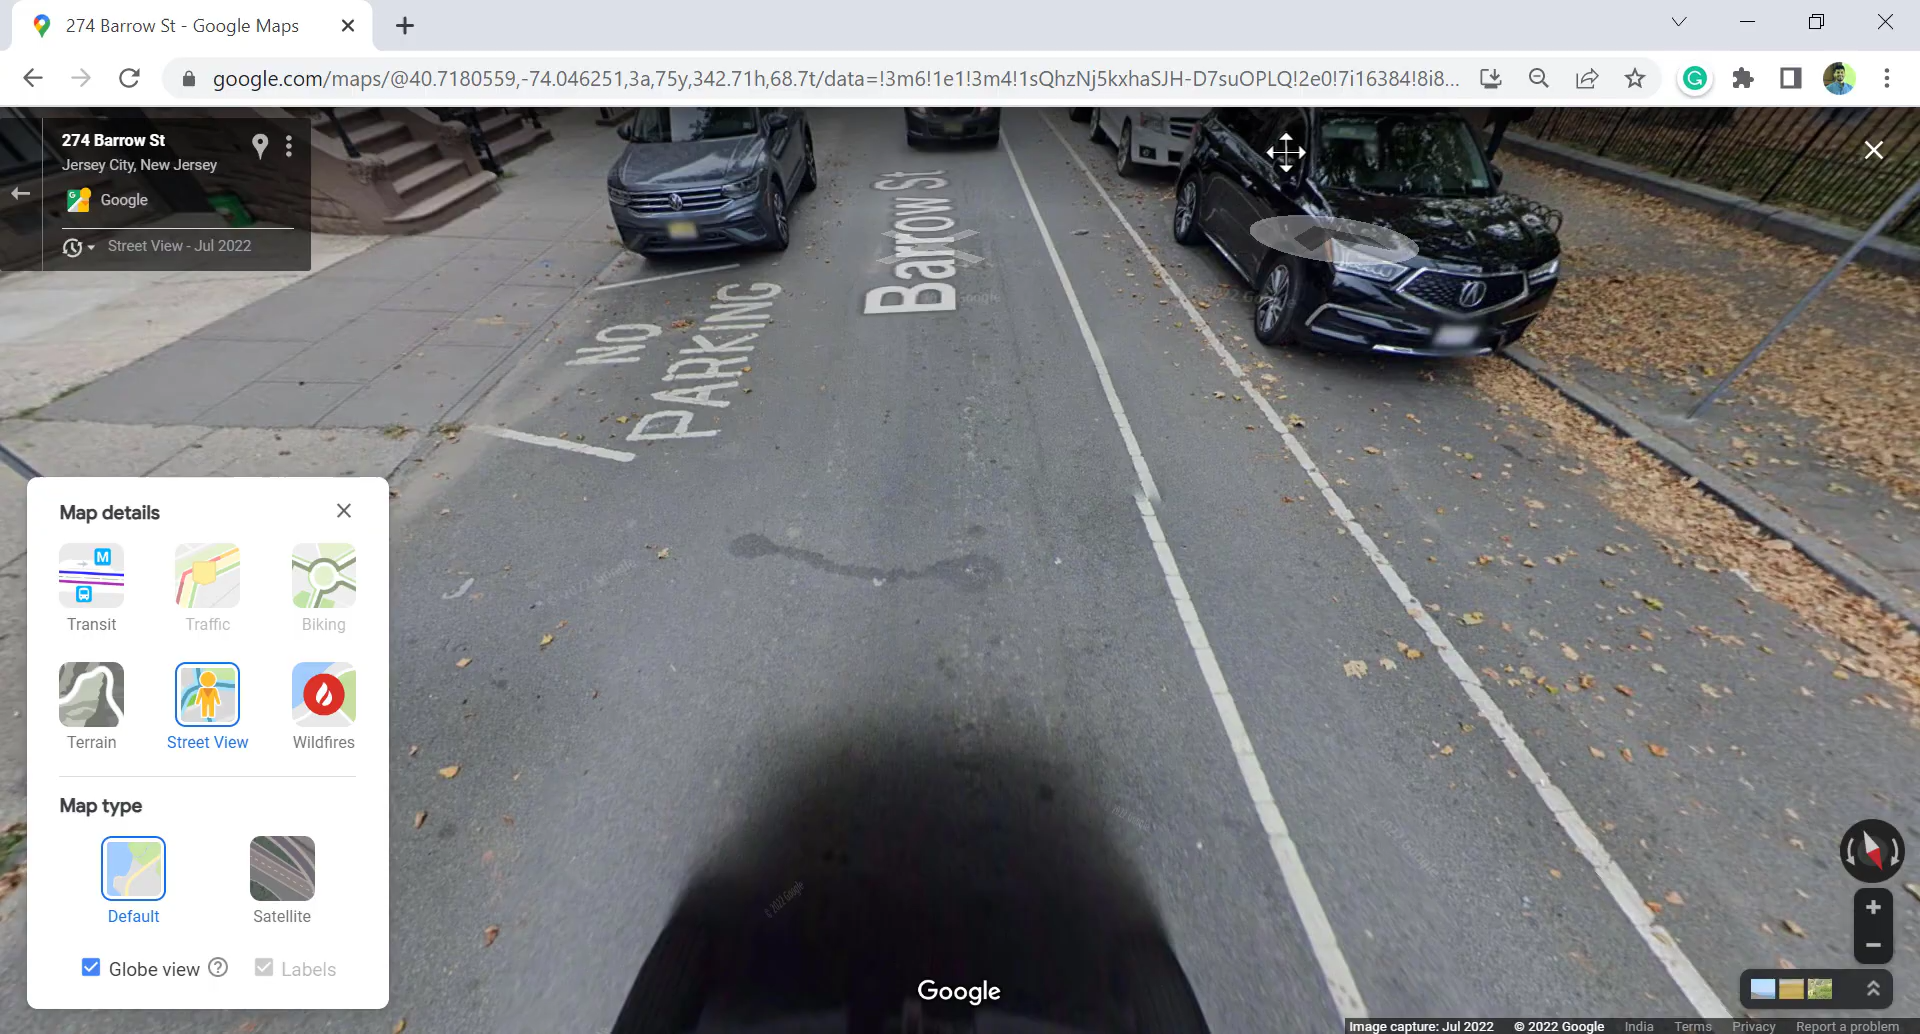 274 Barrow St - Google Maps
google.com/maps/@40.7180559,-74.046251,3a,75y,342.71h,68.7t/data=!3m6!1e1!3m4!1sQhzNj5kxhaSJH-D7suOPLQ!2e0!7i16384!8i8...
274 Barrow St
Jersey City, New Jersey
Google
Street View - Jul 2022
Barrow St
NO
PARKING
Map details
Transit
Traffic
Biking
Terrain
Street View
Wildfires
Map type
Default
Satellite
Globe view
Labels
Google
Image capture: Jul 2022 © 2022 Google India Terms Privacy Report a problem